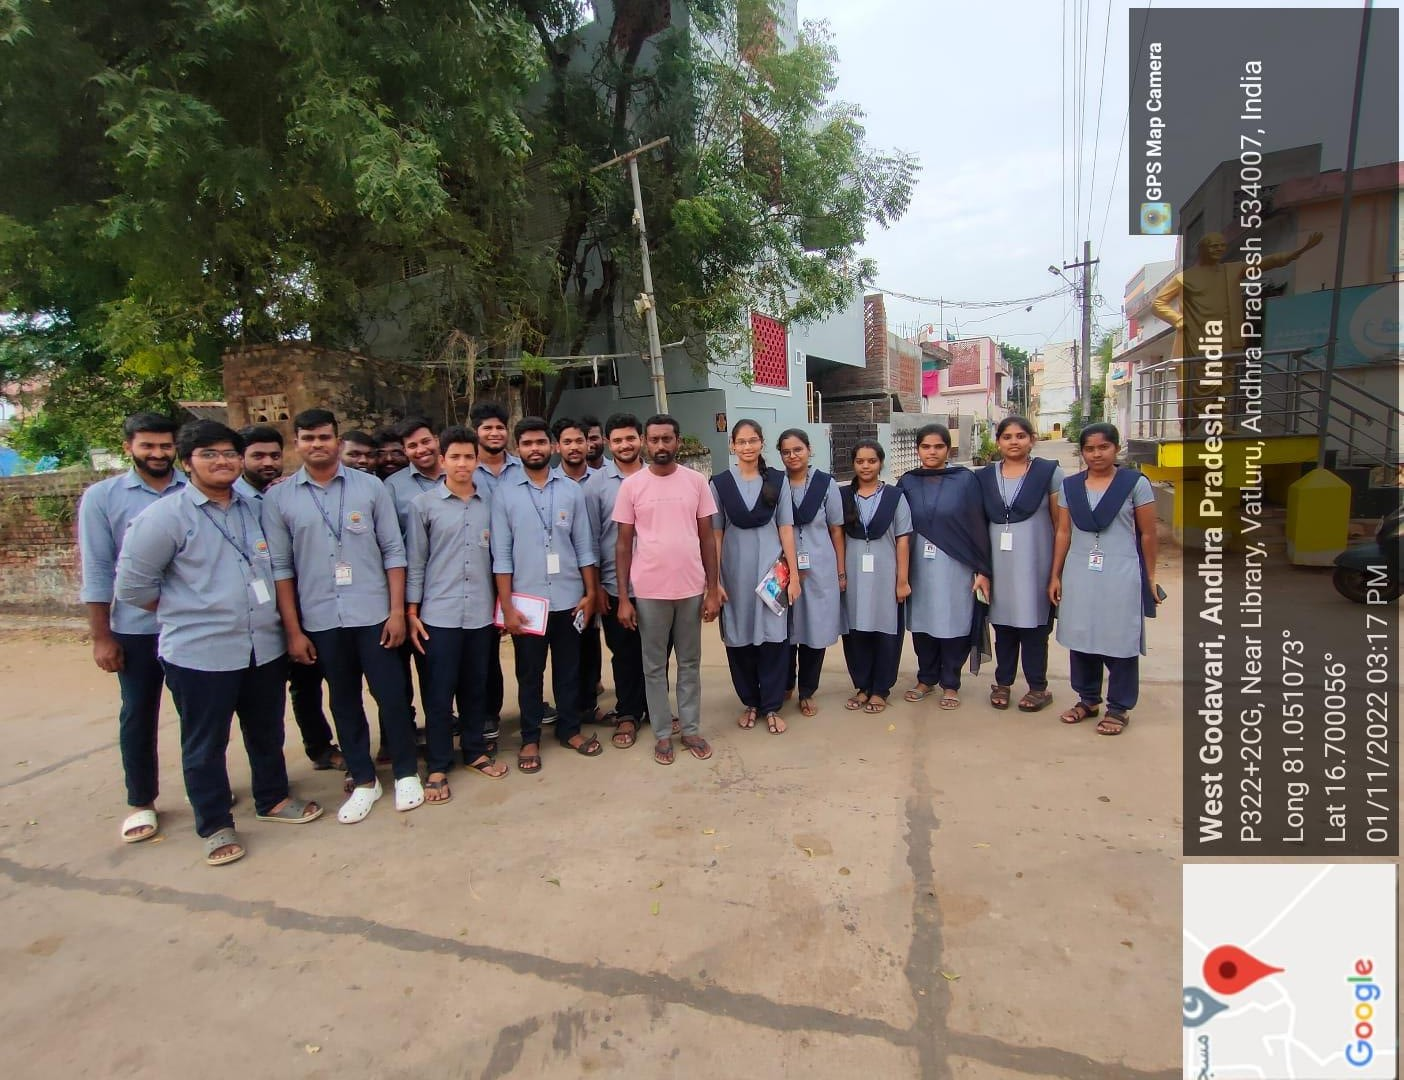 GPS Map Camera
West Godavari, Andhra Pradesh, India
P322+2CG, Near Library, Vatluru, Andhra Pradesh 534007, India
Long 81.051073°
Lat 16.700056°
01/11/2022 03:17 PM
Google